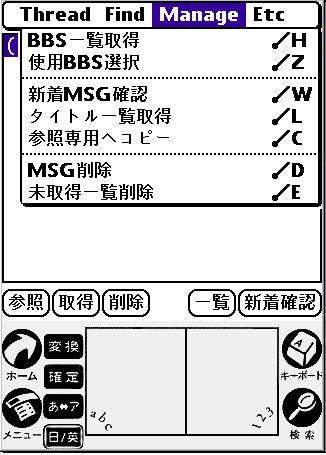 Thread Find Manage Etc
BBS一覧取得 /H
使用BBS選択 /Z
新着MSG確認 /W
タイトル一覧取得 /L
参照専用へコピー /C
MSG削除 /D
未取得一覧削除 /E
参照 取得 削除 一覧 新着確認
変換
確定
ホーム
キーボード
あ↔ア
abc
123
メニュー
日/英
検索